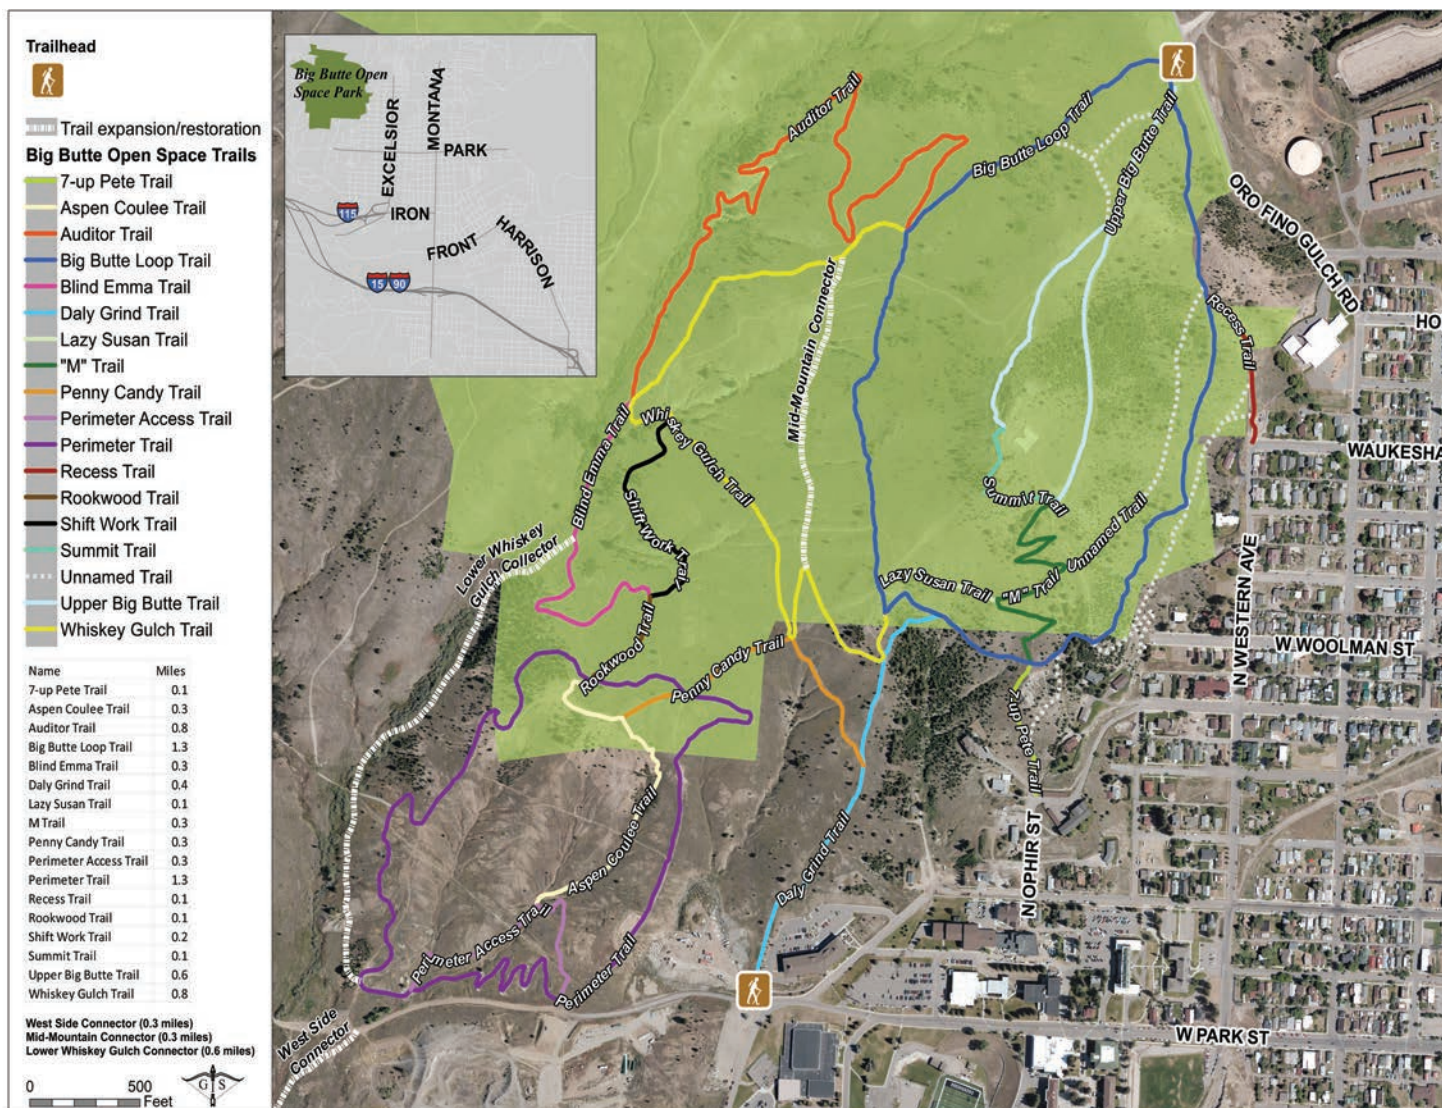 Trailhead
Trail expansion/restoration
Big Butte Open Space Trails
7-up Pete Trail
Aspen Coulee Trail
Auditor Trail
Big Butte Loop Trail
Blind Emma Trail
Daly Grind Trail
Lazy Susan Trail
"M" Trail
Penny Candy Trail
Perimeter Access Trail
Perimeter Trail
Recess Trail
Rookwood Trail
Shift Work Trail
Summit Trail
Unnamed Trail
Upper Big Butte Trail
Whiskey Gulch Trail
Name Miles
7-up Pete Trail 0.1
Aspen Coulee Trail 0.3
Auditor Trail 0.8
Big Butte Loop Trail 1.3
Blind Emma Trail 0.3
Daly Grind Trail 0.4
Lazy Susan Trail 0.1
M Trail 0.3
Penny Candy Trail 0.3
Perimeter Access Trail 0.3
Perimeter Trail 1.3
Recess Trail 0.1
Rookwood Trail 0.1
Shift Work Trail 0.2
Summit Trail 0.1
Upper Big Butte Trail 0.6
Whiskey Gulch Trail 0.8
West Side Connector (0.3 miles)
Mid-Mountain Connector (0.3 miles)
Lower Whiskey Gulch Connector (0.6 miles)
0 500
Feet
G S
Big Butte Open
Space Park
EXCELSIOR
MONTANA
PARK
IRON
FRONT
HARRISON
115
15
90
Auditor Trail
Big Butte Loop Trail
Upper Big Butte Trail
ORO FINO GULCH RD
Recess Trail
HO
Mid-Mountain Connector
Blind Emma Trail
Whiskey Gulch Trail
Shift Work Trail
Summit Trail
WAUKESHA
Lower Whiskey
Gulch Collector
Lazy Susan Trail
"M" Trail
Unnamed Trail
N WESTERN AVE
W WOOLMAN ST
Rookwood Trail
Penny Candy Trail
7-up Pete Trail
Aspen Coulee Trail
Daly Grind Trail
N OPHIR ST
Perimeter Access Trail
Perimeter Trail
West Side
Connector
W PARK ST